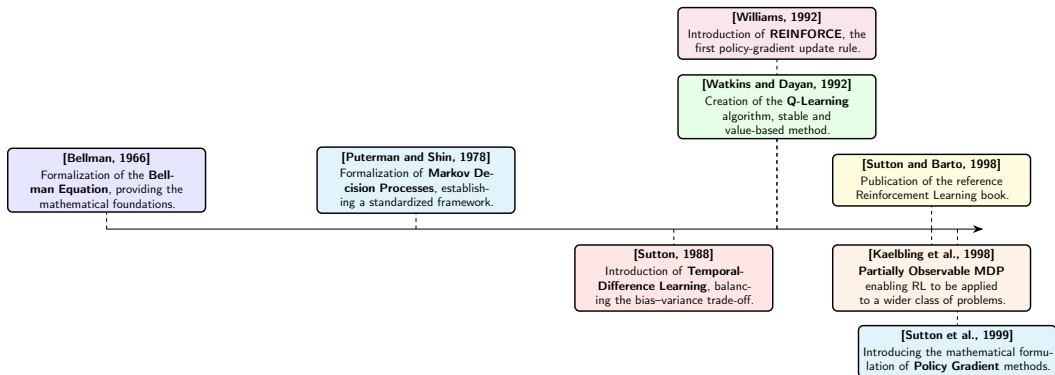 [Williams, 1992]
Introduction of REINFORCE, the
first policy-gradient update rule.
[Watkins and Dayan, 1992]
Creation of the Q-Learning
algorithm, stable and
value-based method.
[Bellman, 1966]
Formalization of the Bell-
man Equation, providing the
mathematical foundations.
[Puterman and Shin, 1978]
Formalization of Markov De-
cision Processes, establish-
ing a standardized framework.
[Sutton and Barto, 1998]
Publication of the reference
Reinforcement Learning book.
[Sutton, 1988]
Introduction of Temporal-
Difference Learning, balanc-
ing the bias–variance trade-off.
[Kaelbling et al., 1998]
Partially Observable MDP
enabling RL to be applied
to a wider class of problems.
[Sutton et al., 1999]
Introducing the mathematical formu-
lation of Policy Gradient methods.